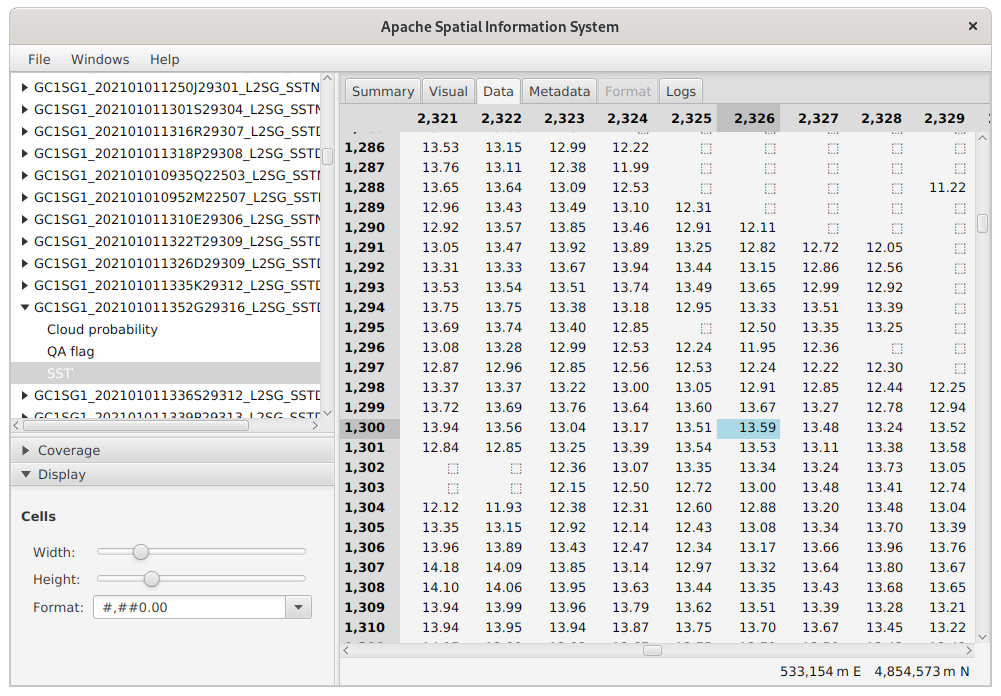 Apache Spatial Information System
File Windows Help
GC1SG1_202101011250J29301_L2SG_SSTN
GC1SG1_202101011301S29304_L2SG_SSTN
GC1SG1_202101011316R29307_L2SG_SSTD
GC1SG1_202101011318P29308_L2SG_SSTD
GC1SG1_202101010935Q22503_L2SG_SSTN
GC1SG1_202101010952M22507_L2SG_SSTN
GC1SG1_202101011310E29306_L2SG_SSTN
GC1SG1_202101011322T29309_L2SG_SSTD
GC1SG1_202101011326D29309_L2SG_SSTD
GC1SG1_202101011335K29312_L2SG_SSTD
GC1SG1_202101011352G29316_L2SG_SSTD
Cloud probability
QA flag
SST
GC1SG1_202101011336S29312_L2SG_SSTD
GC1SG1_202101011339P29313_L2SG_SSTD
Coverage
Display
Cells
Width:
Height:
Format: #,##0.00
Summary Visual Data Metadata Format Logs
2,321 2,322 2,323 2,324 2,325 2,326 2,327 2,328 2,329
1,286 13.53 13.15 12.99 12.22
1,287 13.76 13.11 12.38 11.99
1,288 13.65 13.64 13.09 12.53 11.22
1,289 12.96 13.43 13.49 13.10 12.31
1,290 12.92 13.57 13.85 13.46 12.91 12.11
1,291 13.05 13.47 13.92 13.89 13.25 12.82 12.72 12.05
1,292 13.31 13.33 13.67 13.94 13.44 13.15 12.86 12.56
1,293 13.53 13.54 13.51 13.74 13.49 13.65 12.99 12.92
1,294 13.75 13.75 13.38 13.18 12.95 13.33 13.51 13.39
1,295 13.69 13.74 13.40 12.85 12.50 13.35 13.25
1,296 13.08 13.28 12.99 12.53 12.24 11.95 12.36
1,297 12.87 12.96 12.85 12.56 12.53 12.24 12.22 12.30
1,298 13.37 13.37 13.22 13.00 13.05 12.91 12.85 12.44 12.25
1,299 13.72 13.69 13.76 13.64 13.60 13.67 13.27 12.78 12.94
1,300 13.94 13.56 13.04 13.17 13.51 13.59 13.48 13.24 13.52
1,301 12.84 12.85 13.25 13.39 13.54 13.53 13.11 13.38 13.58
1,302 12.36 13.07 13.35 13.34 13.24 13.73 13.05
1,303 12.15 12.50 12.72 13.00 13.48 13.41 12.74
1,304 12.12 11.93 12.38 12.31 12.60 12.88 13.20 13.48 13.04
1,305 13.35 13.15 12.92 12.14 12.43 13.08 13.34 13.70 13.39
1,306 13.96 13.89 13.43 12.47 12.34 13.17 13.66 13.96 13.76
1,307 14.18 14.09 13.85 13.14 12.97 13.32 13.64 13.80 13.67
1,308 14.10 14.06 13.95 13.63 13.44 13.35 13.43 13.68 13.65
1,309 13.94 13.99 13.96 13.79 13.62 13.51 13.39 13.28 13.21
1,310 13.94 13.95 13.94 13.87 13.75 13.70 13.67 13.45 13.22
533,154 m E 4,854,573 m N